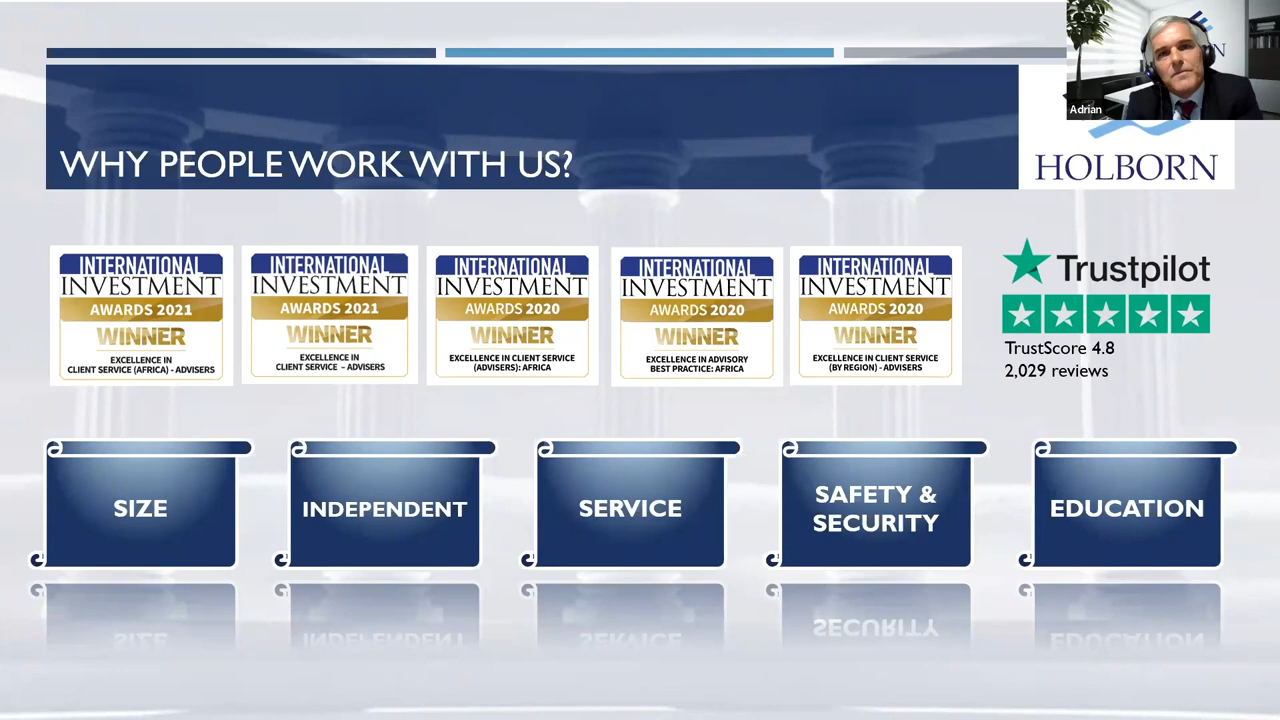 Adrian
WHY PEOPLE WORK WITH US?
HOLBORN
INTERNATIONAL
INVESTMENT
AWARDS 2021
WINNER
EXCELLENCE IN
CLIENT SERVICE (AFRICA) - ADVISERS
INTERNATIONAL
INVESTMENT
AWARDS 2021
WINNER
EXCELLENCE IN
CLIENT SERVICE – ADVISERS
INTERNATIONAL
INVESTMENT
AWARDS 2020
WINNER
EXCELLENCE IN CLIENT SERVICE
(ADVISERS): AFRICA
INTERNATIONAL
INVESTMENT
AWARDS 2020
WINNER
EXCELLENCE IN ADVISORY
BEST PRACTICE: AFRICA
INTERNATIONAL
INVESTMENT
AWARDS 2020
WINNER
EXCELLENCE IN CLIENT SERVICE
(BY REGION) - ADVISERS
Trustpilot
TrustScore 4.8
2,029 reviews
SIZE
INDEPENDENT
SERVICE
SAFETY &
SECURITY
EDUCATION